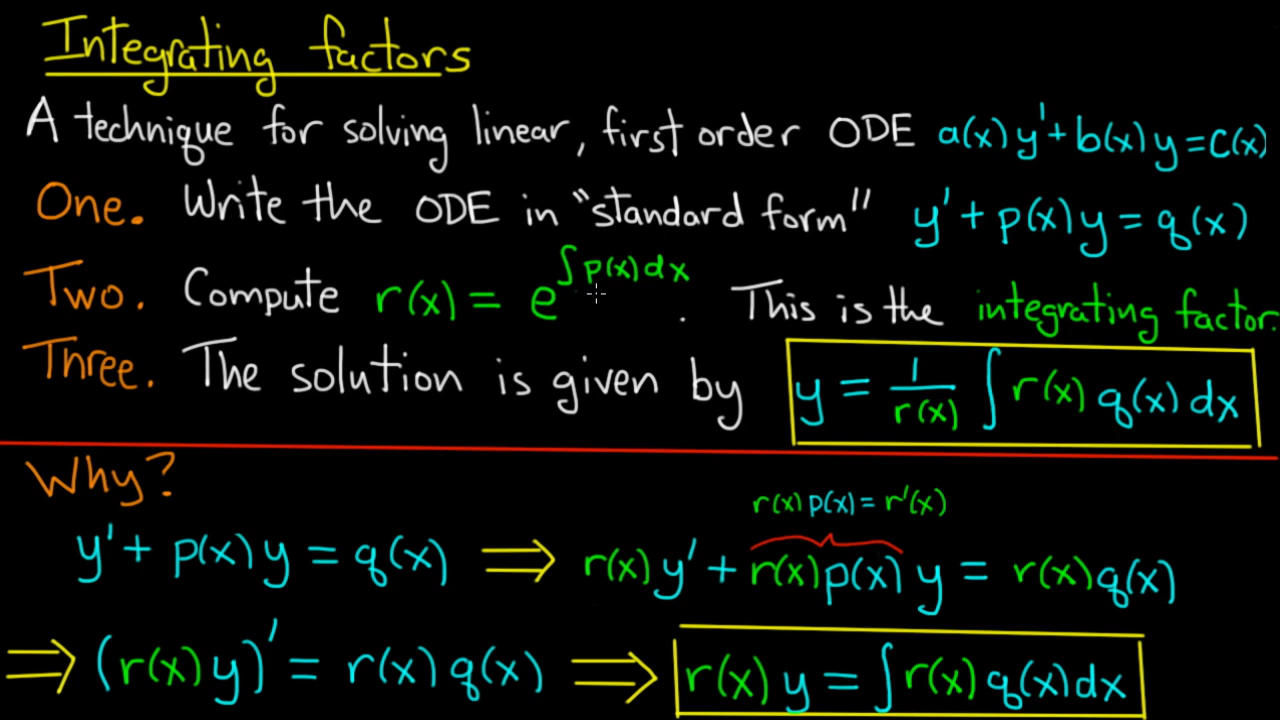 Integrating factors
A technique for solving linear, first order ODE a(x) y' + b(x) y = c(x)
One. Write the ODE in "standard form" y' + p(x) y = q(x)
Two. Compute r(x) = e^{∫p(x)dx}. This is the integrating factor.
Three. The solution is given by y = 1/r(x) ∫ r(x) q(x) dx
Why?
r(x) p(x) = r'(x)
y' + p(x) y = q(x) ⟹ r(x) y' + r(x) p(x) y = r(x) q(x)
⟹ (r(x) y)' = r(x) q(x) ⟹ r(x) y = ∫ r(x) q(x) dx